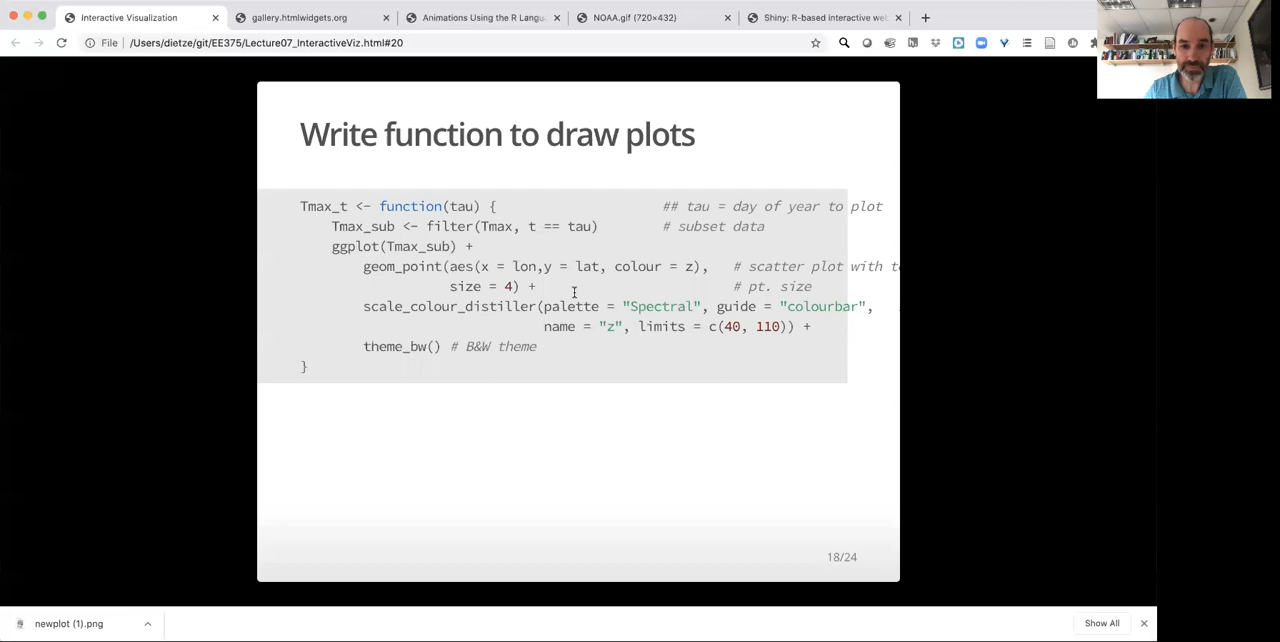 Interactive Visualization
gallery.htmlwidgets.org
Animations Using the R Langu
NOAA.gif (720×432)
Shiny: R-based interactive we
File
/Users/dietze/git/EE375/Lecture07_InteractiveViz.html#20
Write function to draw plots
Tmax_t <- function(tau) { ## tau = day of year to plot
Tmax_sub <- filter(Tmax, t == tau) # subset data
ggplot(Tmax_sub) +
geom_point(aes(x = lon,y = lat, colour = z), # scatter plot with
size = 4) + # pt. size
scale_colour_distiller(palette = "Spectral", guide = "colourbar",
name = "z", limits = c(40, 110)) +
theme_bw() # B&W theme
}
18/24
newplot (1).png
Show All